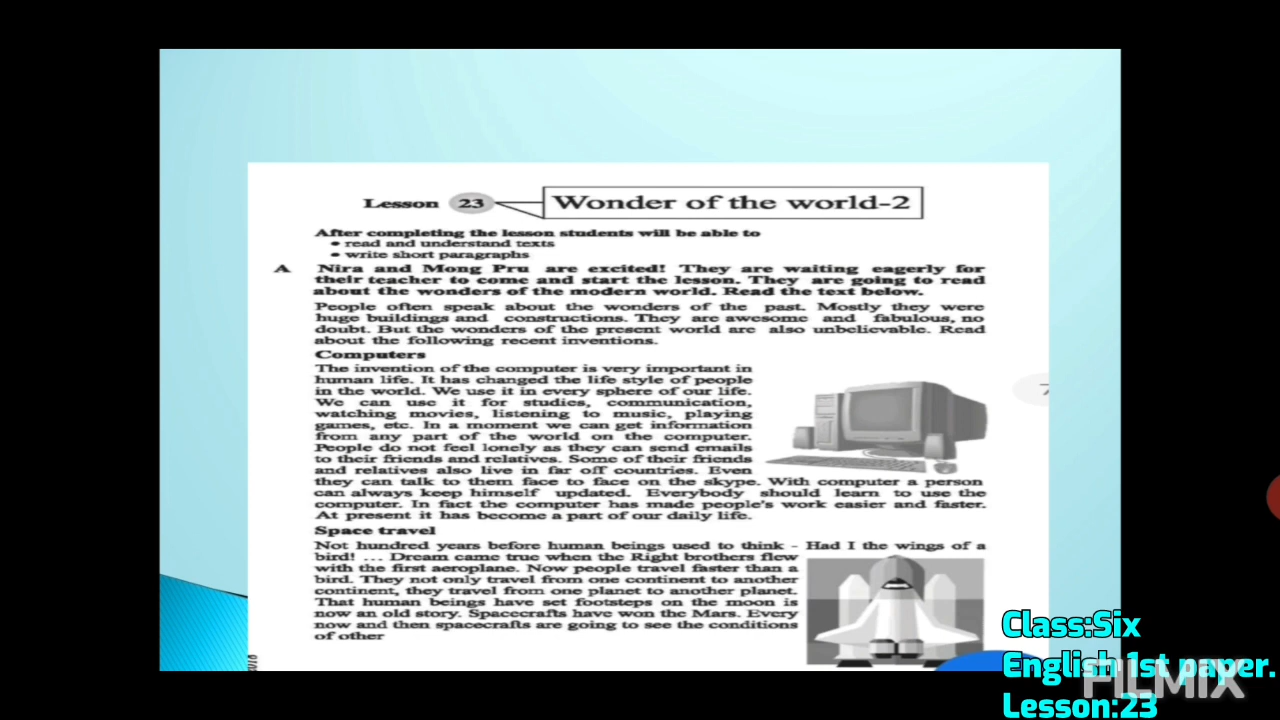 Lesson 23 Wonder of the world-2
After completing the lesson students will be able to
• read and understand texts
• write short paragraphs
A Nira and Mong Pru are excited! They are waiting eagerly for
their teacher to come and start the lesson. They are going to read
about the wonders of the modern world. Read the text below.
People often speak about the wonders of the past. Mostly they were
huge buildings and constructions. They are awesome and fabulous, no
doubt. But the wonders of the present world are also unbelievable. Read
about the following recent inventions.
Computers
The invention of the computer is very important in
human life. It has changed the life style of people
in the world. We use it in every sphere of our life.
We can use it for studies, communication,
watching movies, listening to music, playing
games, etc. In a moment we can get information
from any part of the world on the computer.
People do not feel lonely as they can send emails
to their friends and relatives. Some of their friends
and relatives also live in far off countries. Even
they can talk to them face to face on the skype. With computer a person
can always keep himself updated. Everybody should learn to use the
computer. In fact the computer has made people's work easier and faster.
At present it has become a part of our daily life.
Space travel
Not hundred years before human beings used to think - Had I the wings of a
bird! ... Dream came true when the Right brothers flew
with the first aeroplane. Now people travel faster than a
bird. They not only travel from one continent to another
continent, they travel from one planet to another planet.
That human beings have set footsteps on the moon is
now an old story. Spacecrafts have won the Mars. Every
now and then spacecrafts are going to see the conditions
of other
7
Class:Six
English 1st paper.
Lesson:23
FILMIX